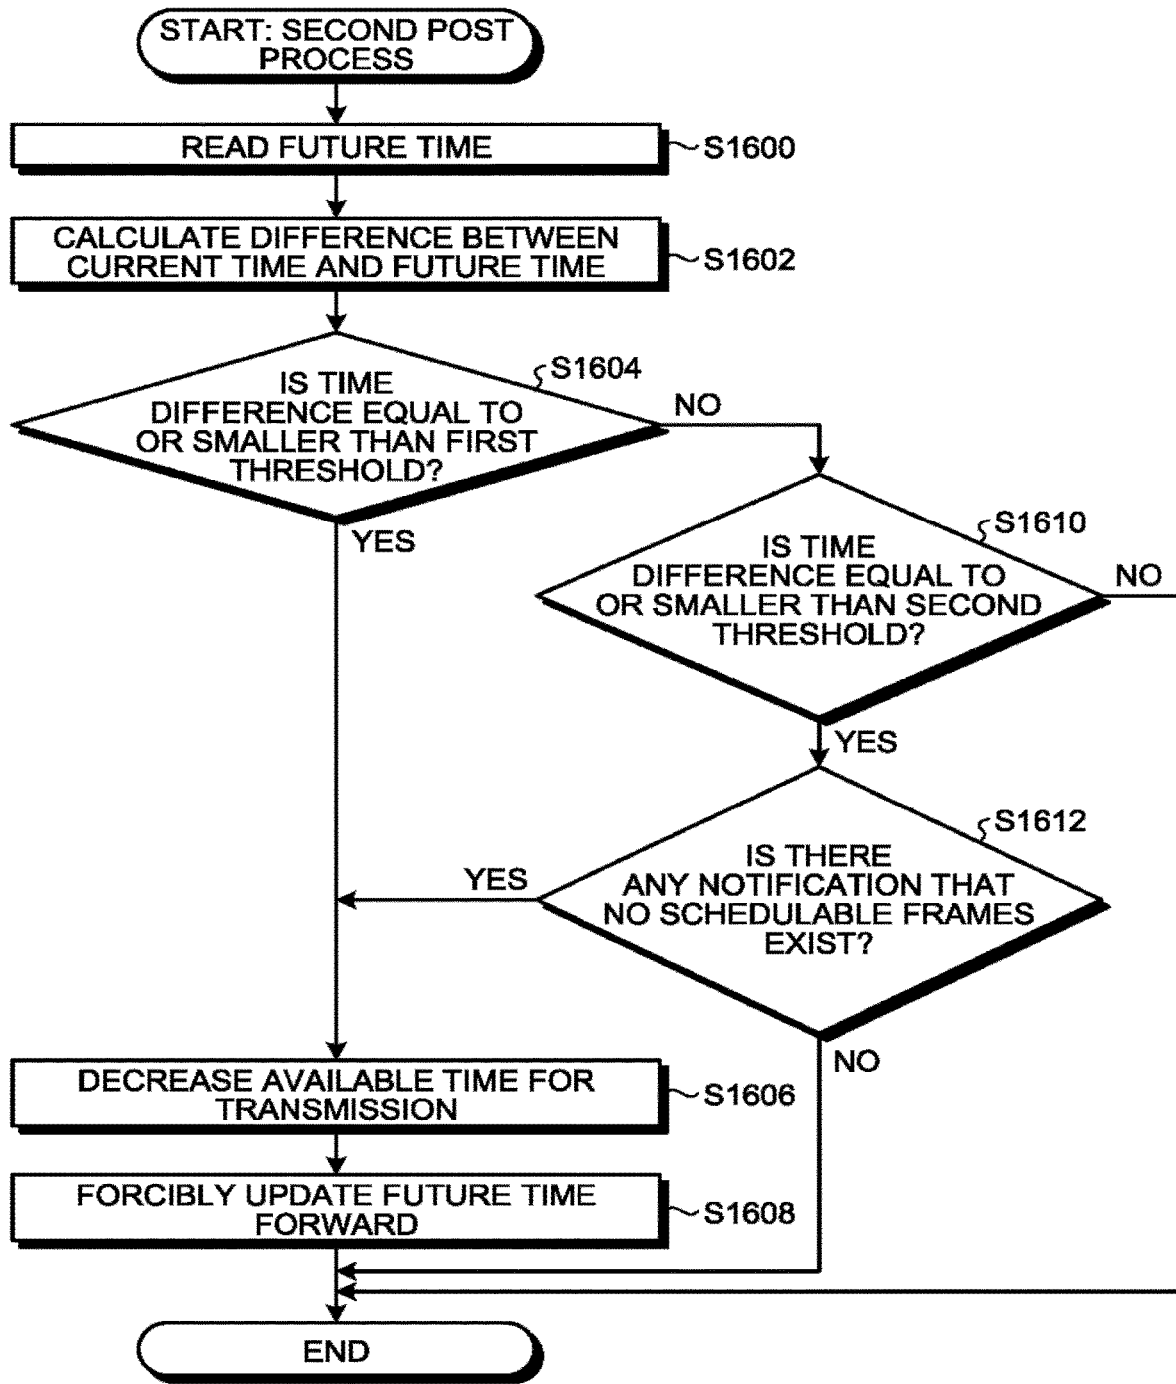 START: SECOND POST
PROCESS
READ FUTURE TIME
S1600
CALCULATE DIFFERENCE BETWEEN
CURRENT TIME AND FUTURE TIME
S1602
S1604
IS TIME
DIFFERENCE EQUAL TO
OR SMALLER THAN FIRST
THRESHOLD?
NO
YES
S1610
IS TIME
DIFFERENCE EQUAL TO
OR SMALLER THAN SECOND
THRESHOLD?
NO
YES
S1612
IS THERE
ANY NOTIFICATION THAT
NO SCHEDULABLE FRAMES
EXIST?
YES
NO
DECREASE AVAILABLE TIME FOR
TRANSMISSION
S1606
FORCIBLY UPDATE FUTURE TIME
FORWARD
S1608
END